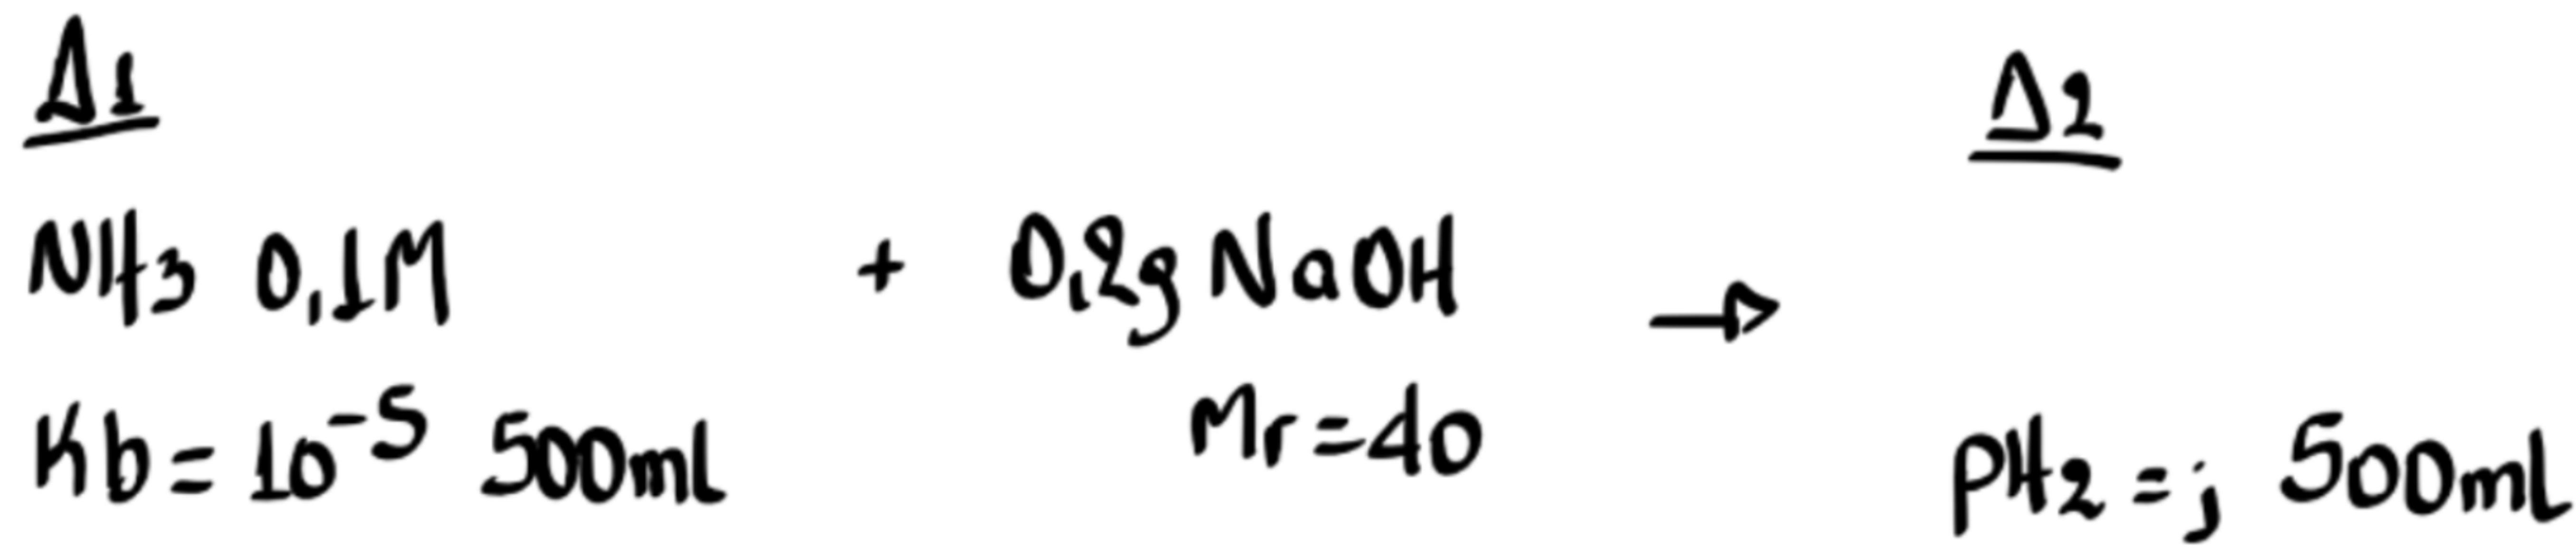 Δ1 Δ2
NH3 0,1M + 0,2g NaOH →
Kb = 10⁻⁵ 500mL Mr = 40 pH2 = ; 500mL